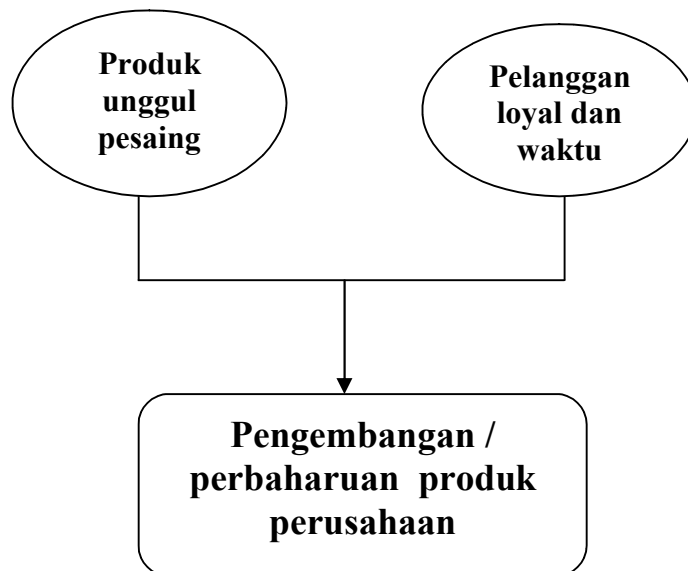 Produk
unggul
pesaing
Pelanggan
loyal dan
waktu
Pengembangan /
perbaharuan produk
perusahaan